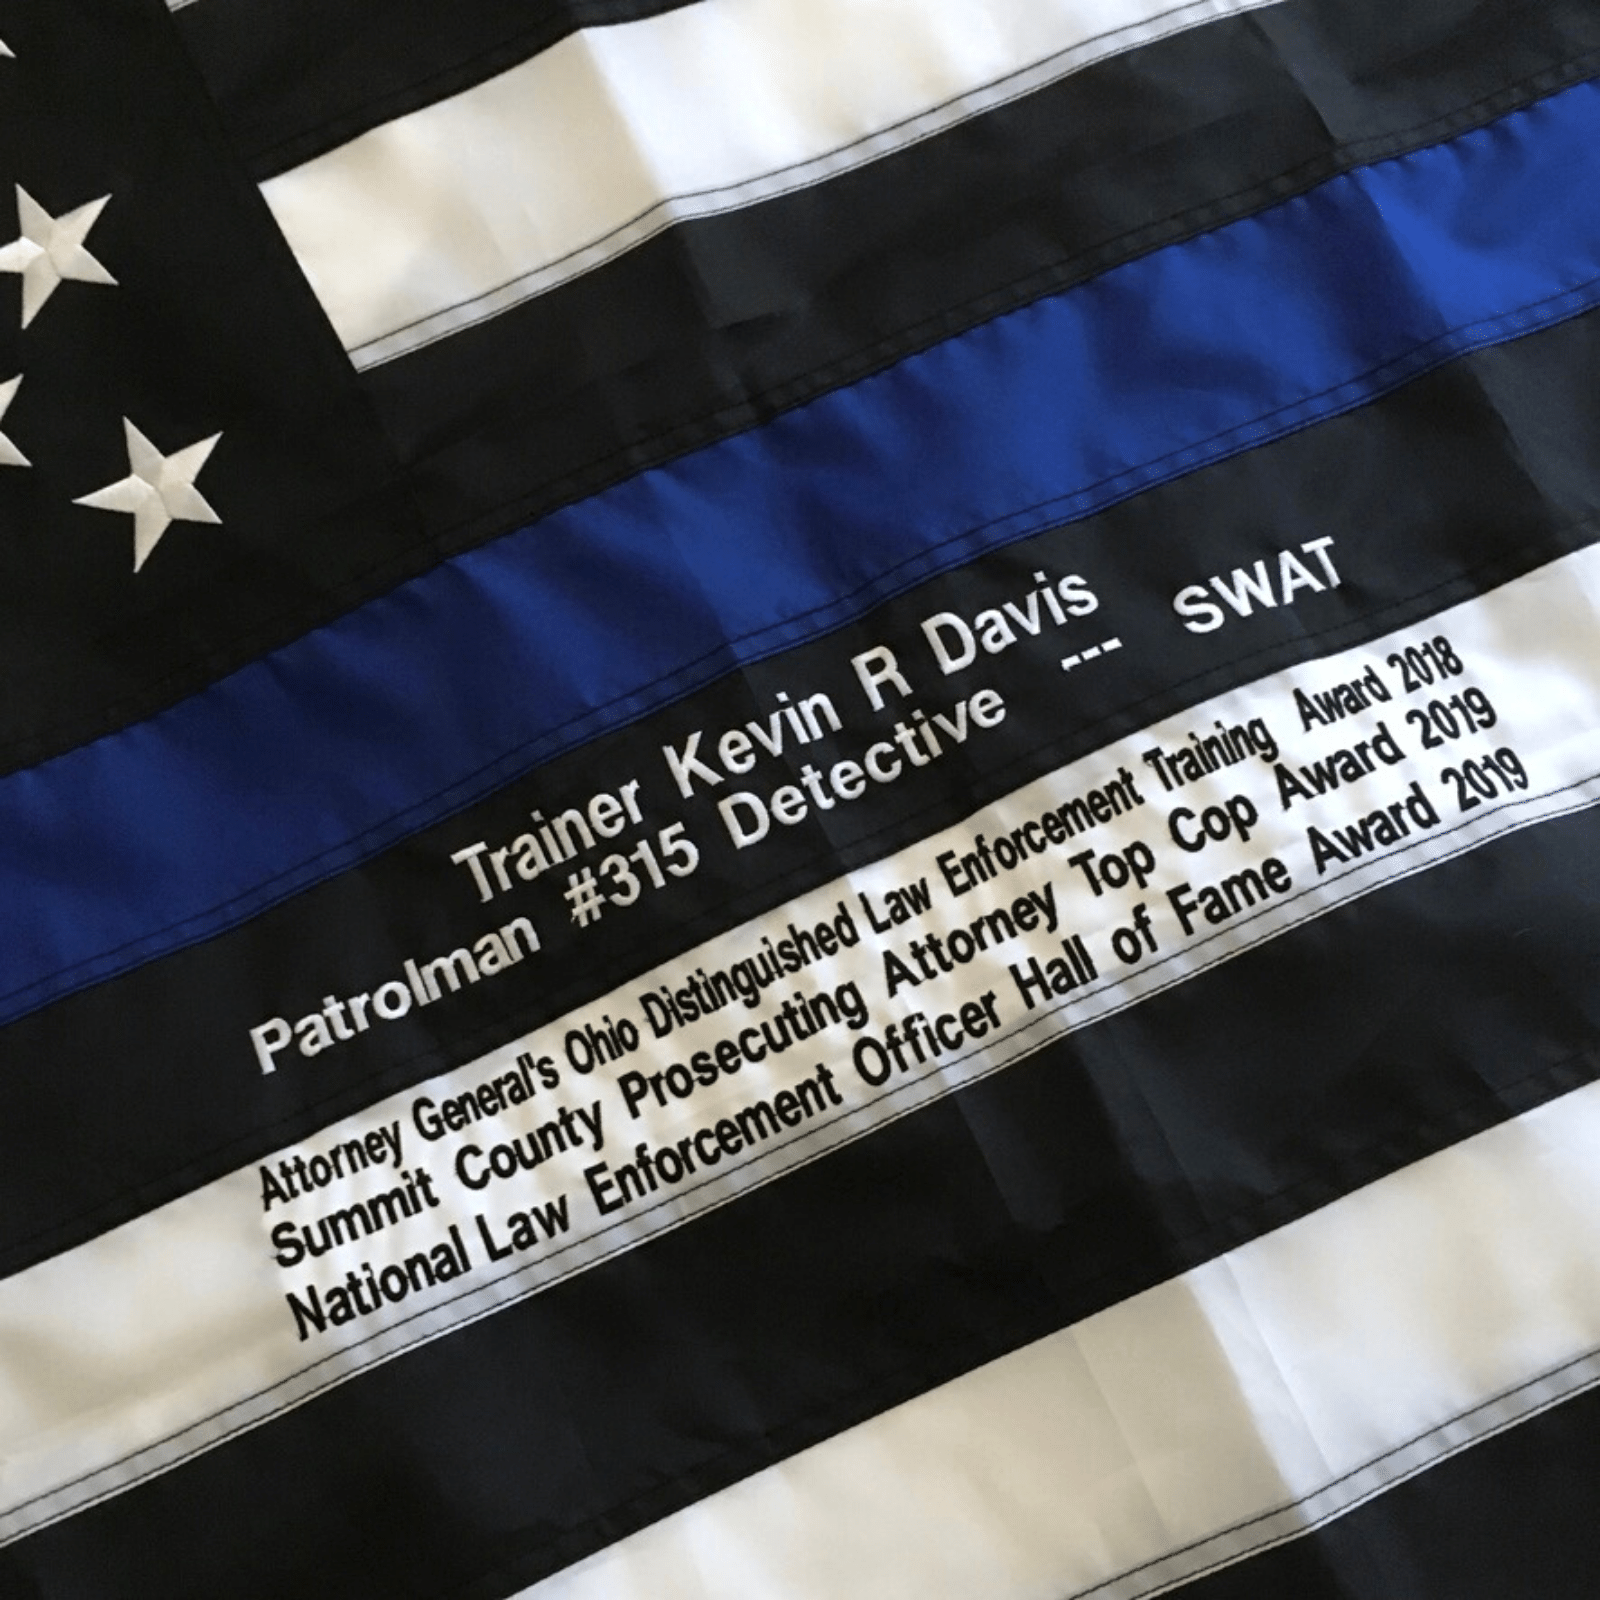 Trainer Kevin R Davis
Patrolman #315 Detective --- SWAT
Attorney General's Ohio Distinguished Law Enforcement Training Award 2018
Summit County Prosecuting Attorney Top Cop Award 2019
National Law Enforcement Officer Hall of Fame Award 2019